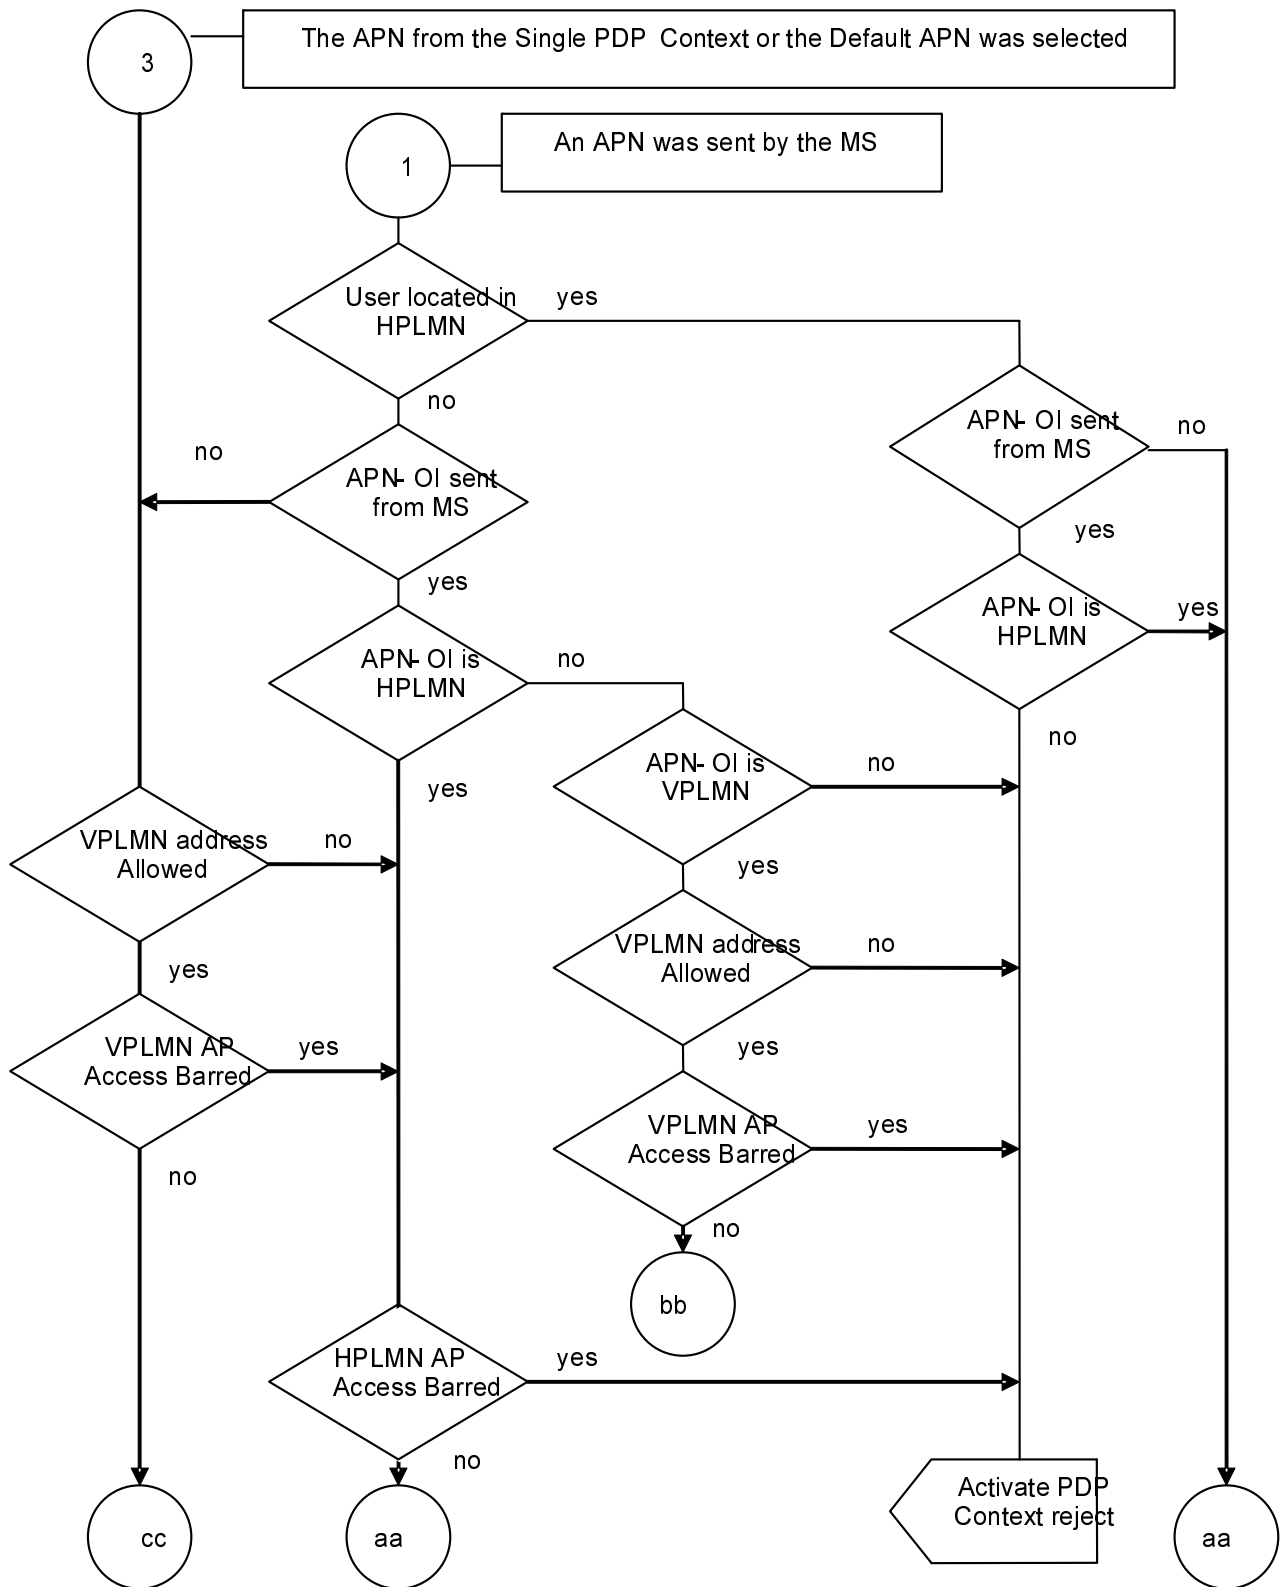 3
The APN from the Single PDP Context or the Default APN was selected
1
An APN was sent by the MS
User located in
HPLMN
yes
no
APN- OI sent
from MS
no
yes
APN- OI sent
from MS
no
yes
APN- OI is
HPLMN
yes
no
APN- OI is
HPLMN
no
yes
APN- OI is
VPLMN
no
yes
VPLMN address
Allowed
no
yes
VPLMN address
Allowed
no
yes
VPLMN AP
Access Barred
yes
no
VPLMN AP
Access Barred
yes
no
bb
HPLMN AP
Access Barred
yes
no
Activate PDP
Context reject
cc
aa
aa